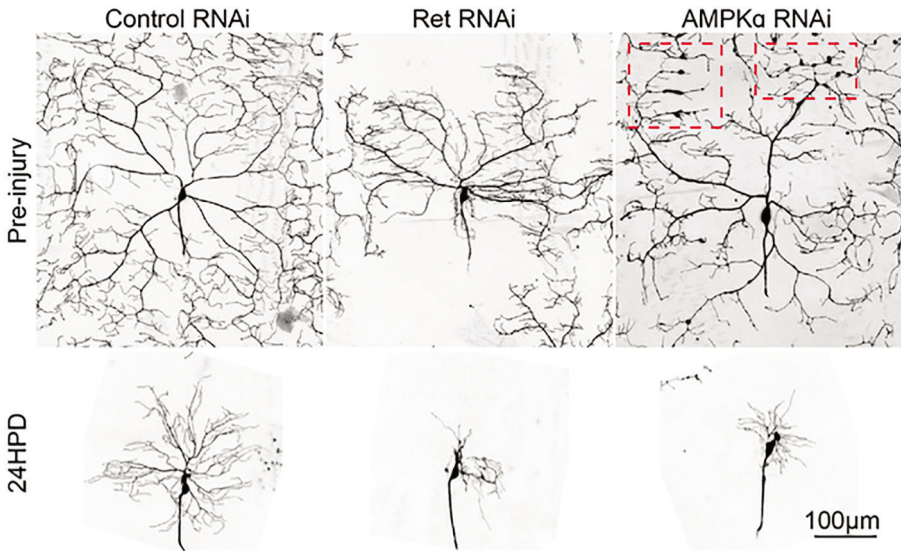 Control RNAi
Ret RNAi
AMPKα RNAi
Pre-injury
24HPD
100μm